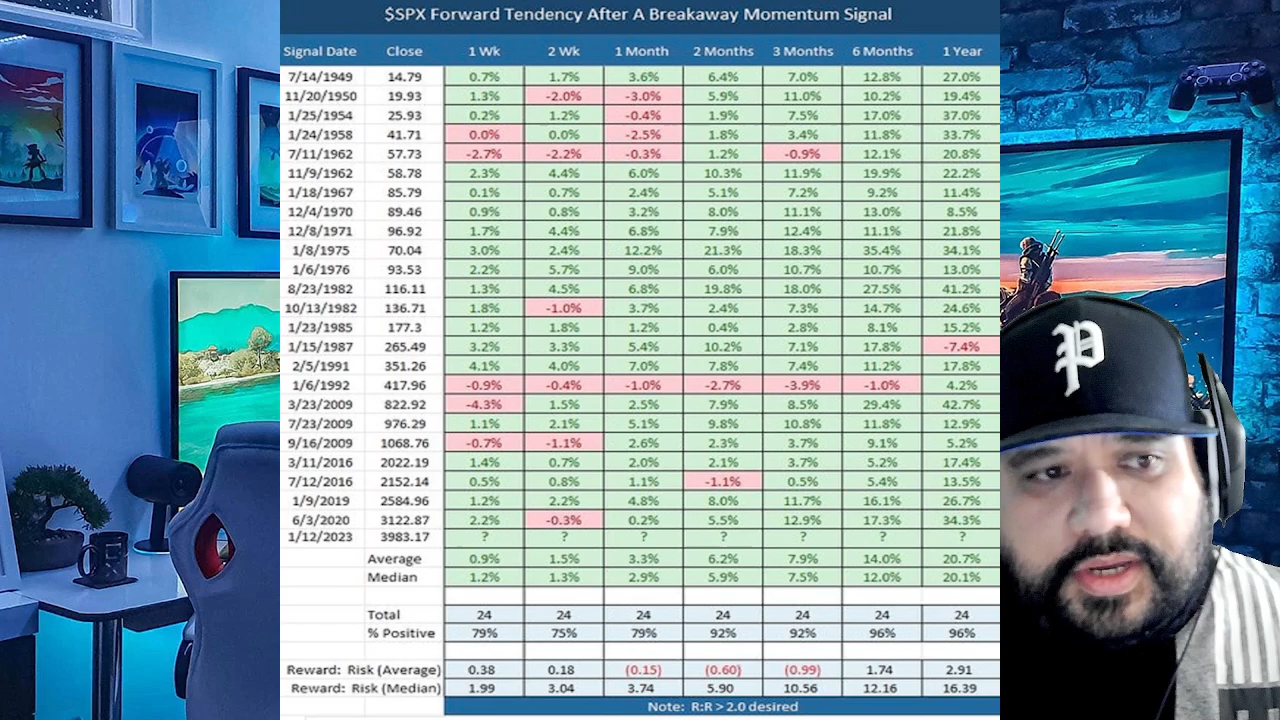 $SPX Forward Tendency After A Breakaway Momentum Signal
Signal Date Close 1 Wk 2 Wk 1 Month 2 Months 3 Months 6 Months 1 Year
7/14/1949 14.79 0.7% 1.7% 3.6% 6.4% 7.0% 12.8% 27.0%
11/20/1950 19.93 1.3% -2.0% -3.0% 5.9% 11.0% 10.2% 19.4%
1/25/1954 25.93 0.2% 1.2% -0.4% 1.9% 7.5% 17.0% 37.0%
1/24/1958 41.71 0.0% 0.0% -2.5% 1.8% 3.4% 11.8% 33.7%
7/11/1962 57.73 -2.7% -2.2% -0.3% 1.2% -0.9% 12.1% 20.8%
11/9/1962 58.78 2.3% 4.4% 6.0% 10.3% 11.9% 19.9% 22.2%
1/18/1967 85.79 0.1% 0.7% 2.4% 5.1% 7.2% 9.2% 11.4%
12/4/1970 89.46 0.9% 0.8% 3.2% 8.0% 11.1% 13.0% 8.5%
12/8/1971 96.92 1.7% 4.4% 6.8% 7.9% 12.4% 11.1% 21.8%
1/8/1975 70.04 3.0% 2.4% 12.2% 21.3% 18.3% 35.4% 34.1%
1/6/1976 93.53 2.2% 5.7% 9.0% 6.0% 10.7% 10.7% 13.0%
8/23/1982 116.11 1.3% 4.5% 6.8% 19.8% 18.0% 27.5% 41.2%
10/13/1982 136.71 1.8% -1.0% 3.7% 2.4% 7.3% 14.7% 24.6%
1/23/1985 177.3 1.2% 1.8% 1.2% 0.4% 2.8% 8.1% 15.2%
1/15/1987 265.49 3.2% 3.3% 5.4% 10.2% 7.1% 17.8% -7.4%
2/5/1991 351.26 4.1% 4.0% 7.0% 7.8% 7.4% 11.2% 17.8%
1/6/1992 417.96 -0.9% -0.4% -1.0% -2.7% -3.9% -1.0% 4.2%
3/23/2009 822.92 -4.3% 1.5% 2.5% 7.9% 8.5% 29.4% 42.7%
7/23/2009 976.29 1.1% 2.1% 5.1% 9.8% 10.8% 11.8% 12.9%
9/16/2009 1068.76 -0.7% -1.1% 2.6% 2.3% 3.7% 9.1% 5.2%
3/11/2016 2022.19 1.4% 0.7% 2.0% 2.1% 3.7% 5.2% 17.4%
7/12/2016 2152.14 0.5% 0.8% 1.1% -1.1% 0.5% 5.4% 13.5%
1/9/2019 2584.96 1.2% 2.2% 4.8% 8.0% 11.7% 16.1% 26.7%
6/3/2020 3122.87 2.2% -0.3% 0.2% 5.5% 12.9% 17.3% 34.3%
1/12/2023 3983.17 ? ? ? ? ? ? ?
Average 0.9% 1.5% 3.3% 6.2% 7.9% 14.0% 20.7%
Median 1.2% 1.3% 2.9% 5.9% 7.5% 12.0% 20.1%
Total 24 24 24 24 24 24 24
% Positive 79% 75% 79% 92% 92% 96% 96%
Reward: Risk (Average) 0.38 0.18 (0.15) (0.60) (0.99) 1.74 2.91
Reward: Risk (Median) 1.99 3.04 3.74 5.90 10.56 12.16 16.39
Note: R:R > 2.0 desired
P